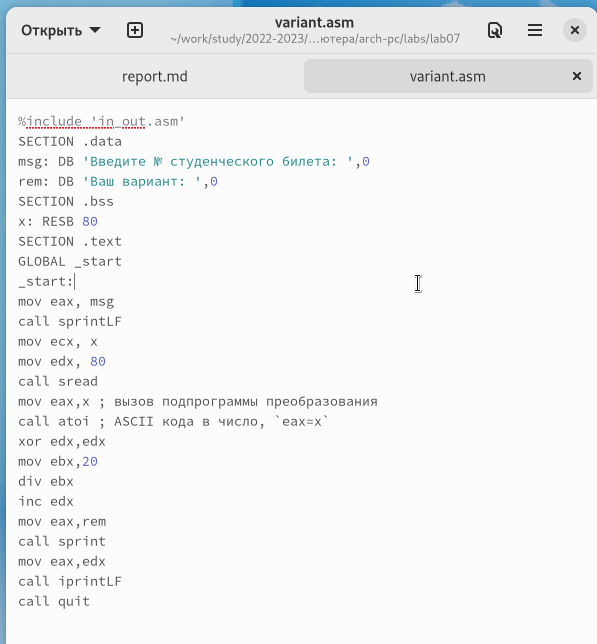 Открыть
variant.asm
~/work/study/2022-2023/…ютера/arch-pc/labs/lab07
report.md
variant.asm
%include 'in_out.asm'
SECTION .data
msg: DB 'Введите № студенческого билета: ',0
rem: DB 'Ваш вариант: ',0
SECTION .bss
x: RESB 80
SECTION .text
GLOBAL _start
_start:
mov eax, msg
call sprintLF
mov ecx, x
mov edx, 80
call sread
mov eax,x ; вызов подпрограммы преобразования
call atoi ; ASCII кода в число, `eax=x`
xor edx,edx
mov ebx,20
div ebx
inc edx
mov eax,rem
call sprint
mov eax,edx
call iprintLF
call quit